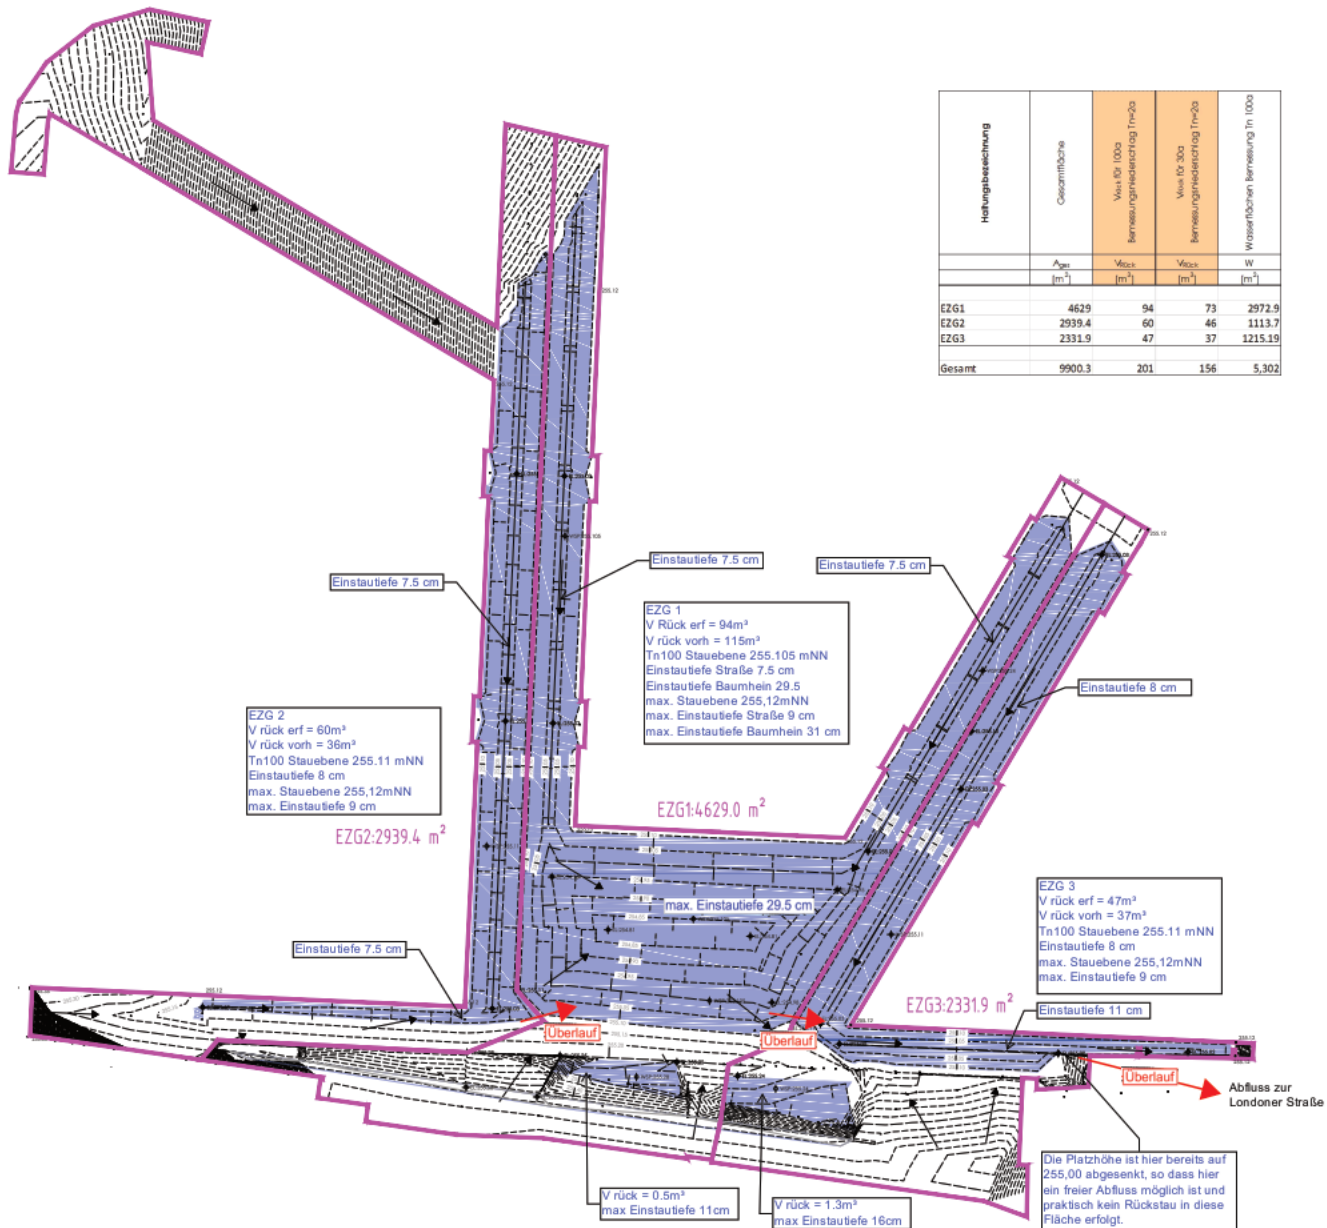 Haltungsbezeichnung
Gesamtfläche
Vrück für 100a
Bemessungsniederschlag Tn=2a
Vrück für 30a
Bemessungsniederschlag Tn=2a
Wasserflächen Bemessung Tn 100a
Ages VRück VRück W
[m²] [m³] [m³] [m²]
EZG1 4629 94 73 2972.9
EZG2 2939.4 60 46 1113.7
EZG3 2331.9 47 37 1215.19
Gesamt 9900.3 201 156 5,302
Einstautiefe 7.5 cm
Einstautiefe 7.5 cm
Einstautiefe 7.5 cm
EZG 1
V Rück erf = 94m³
V rück vorh = 115m³
Tn100 Stauebene 255.105 mNN
Einstautiefe Straße 7.5 cm
Einstautiefe Baumhein 29.5
max. Stauebene 255,12mNN
max. Einstautiefe Straße 9 cm
max. Einstautiefe Baumhein 31 cm
Einstautiefe 8 cm
EZG 2
V rück erf = 60m³
V rück vorh = 36m³
Tn100 Stauebene 255.11 mNN
Einstautiefe 8 cm
max. Stauebene 255,12mNN
max. Einstautiefe 9 cm
EZG1:4629.0 m²
EZG2:2939.4 m²
max. Einstautiefe 29.5 cm
EZG 3
V rück erf = 47m³
V rück vorh = 37m³
Tn100 Stauebene 255.11 mNN
Einstautiefe 8 cm
max. Stauebene 255,12mNN
max. Einstautiefe 9 cm
Einstautiefe 7.5 cm
EZG3:2331.9 m²
Einstautiefe 11 cm
Überlauf
Überlauf
Überlauf
Abfluss zur
Londoner Straße
Die Platzhöhe ist hier bereits auf
255,00 abgesenkt, so dass hier
ein freier Abfluss möglich ist und
praktisch kein Rückstau in diese
Fläche erfolgt.
V rück = 0.5m³
max Einstautiefe 11cm
V rück = 1.3m³
max Einstautiefe 16cm